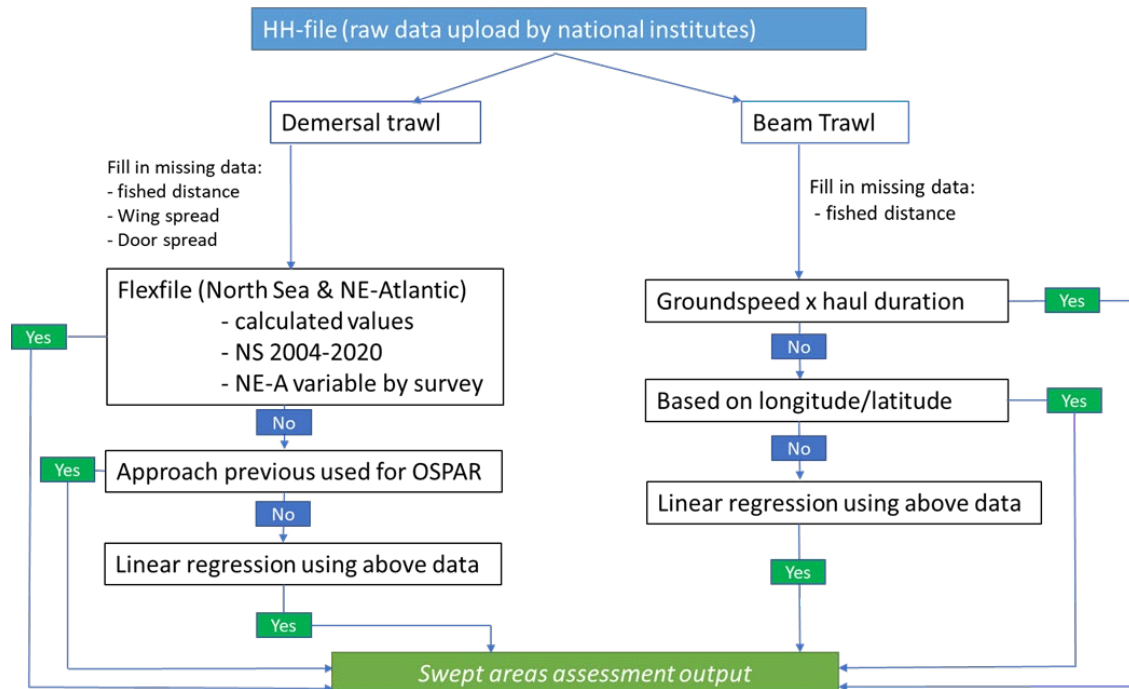 HH-file (raw data upload by national institutes)
Demersal trawl
Beam Trawl
Fill in missing data:
- fished distance
- Wing spread
- Door spread
Fill in missing data:
- fished distance
Flexfile (North Sea & NE-Atlantic)
- calculated values
- NS 2004-2020
- NE-A variable by survey
Yes
No
Approach previous used for OSPAR
Yes
No
Linear regression using above data
Yes
Groundspeed x haul duration
Yes
No
Based on longitude/latitude
Yes
No
Linear regression using above data
Yes
Swept areas assessment output